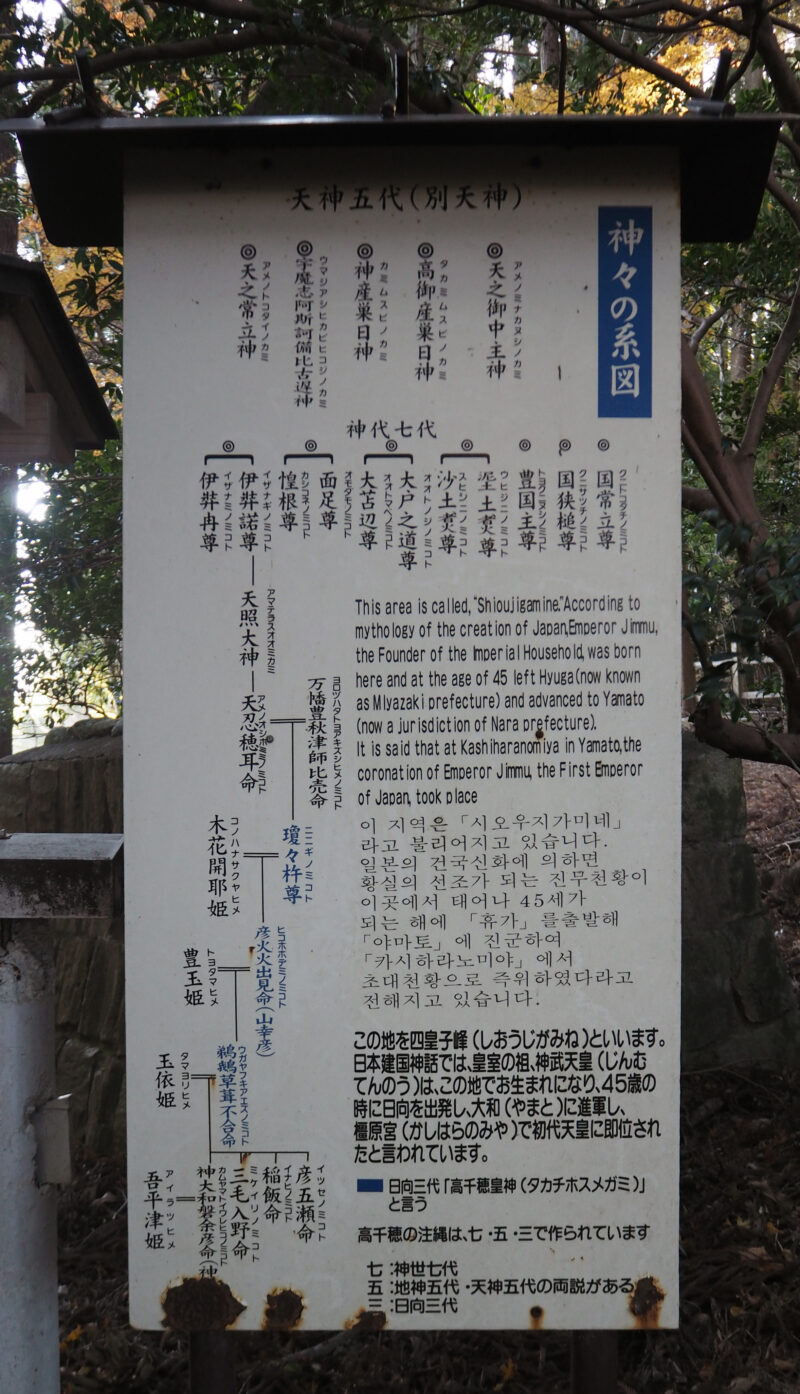 神々の系図
天神五代(別天神)
天之御中主神
アメノミナカヌシノカミ
高御産巣日神
タカミムスビノカミ
神産巣日神
カミムスビノカミ
宇魔志阿斯訶備比古遅神
ウマシアシカビヒコジノカミ
天之常立神
アメノトコタイノカミ
神代七代
国常立尊
クニトコタチノミコト
国狭槌尊
クニサツチノミコト
豊国主尊
トヨクニヌシノミコト
土煑尊
ウヒジニノミコト
沙土煑尊
スヒジニノミコト
大戸之道尊
オオトノジノミコト
大苫辺尊
オオトマベノミコト
面足尊
オモダモノミコト
惶根尊
カシコネノミコト
伊弉諾尊
イザナギノミコト
伊弉冉尊
イザナミノミコト
天照大神
アマテラスオオミカミ
天忍穂耳命
アメノオシホミミノミコト
万幡豊秋津師比売命
ヨロヅハタトヨアキヅシヒメノミコト
瓊々杵尊
ニニギノミコト
木花開耶姫
コノハナサクヤヒメ
彦火火出見命(山幸彦)
ヒコホホデミノミコト
豊玉姫
トヨタマヒメ
鵜鵜草葺不合命
ウガヤフキアエズノミコト
玉依姫
タマヨリヒメ
彦五瀬命
イツセノミコト
稲飯命
イナヒノミコト
三毛入野命
ミケイリノミコト
神大和磐余彦命(神
カムヤマトイワレヒコノミコト
吾平津姫
アイラツヒメ
This area is called, "Shioujigamine."According to
mythology of the creation of Japan,Emperor Jimmu,
the Founder of the Imperial Household, was born
here and at the age of 45 left Hyuga(now known
as MIyazaki prefecture) and advanced to Yamato
(now a jurisdiction of Nara prefecture).
It is said that at Kashiharanomiya in Yamato,the
coronation of Emperor Jimmu, the First Emperor
of Japan, took place
이 지역은「시오우지가미네」
라고 불리어지고 있습니다.
일본의 건국신화에 의하면
황실의 선조가 되는 진무천황이
이곳에서 태어나 45세가
되는 해에 「휴가」를출발해
「야마토」에 진군하여
「카시하라노미야」에서
초대천황으로 즉위하였다라고
전해지고 있습니다.
この地を四皇子峰(しおうじがみね)といいます。
日本建国神話では、皇室の祖、神武天皇(じんむ
てんのう)は、この地でお生まれになり、45歳の
時に日向を出発し、大和(やまと)に進軍し、
橿原宮(かしはらのみや)で初代天皇に即位され
たと言われています。
日向三代「高千穂皇神(タカチホスメガミ)」
と言う
高千穂の注縄は、七・五・三で作られています
七:神世七代
五:地神五代・天神五代の両説がある
三:日向三代